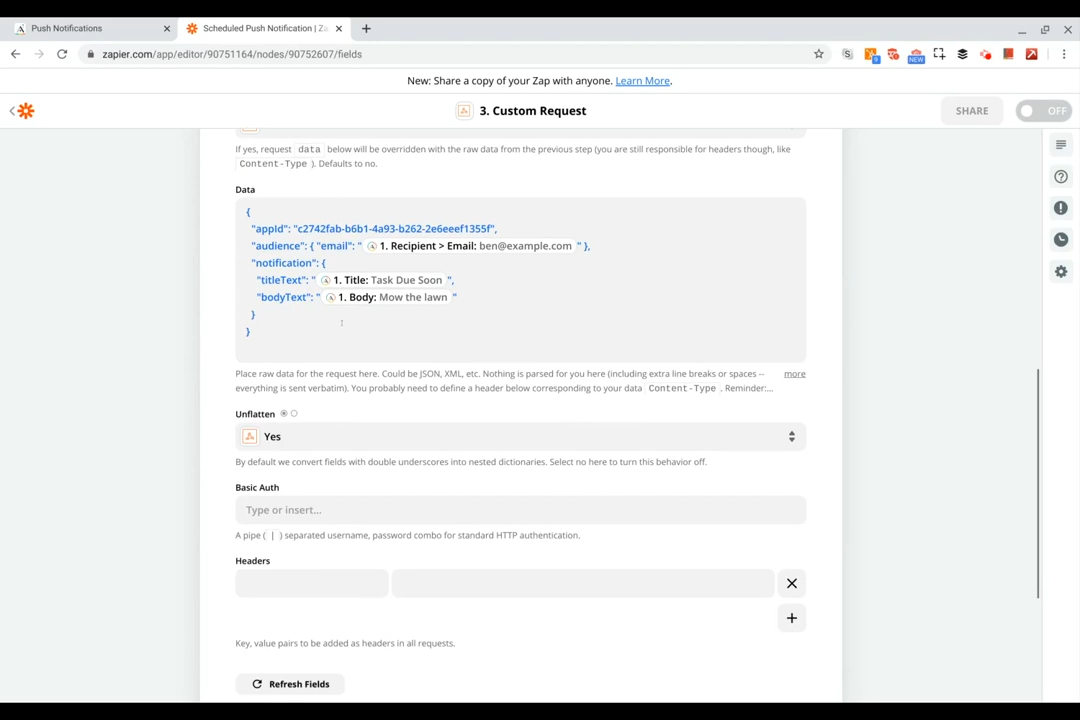 Push Notifications
Scheduled Push Notification | Za
zapier.com/app/editor/90751164/nodes/90752607/fields
9
NEW
New: Share a copy of your Zap with anyone. Learn More.
3. Custom Request
SHARE
OFF
If yes, request data below will be overridden with the raw data from the previous step (you are still responsible for headers though, like
Content-Type ). Defaults to no.
Data
{
"appId": "c2742fab-b6b1-4a93-b262-2e6eeef1355f",
"audience": { "email": " 1. Recipient > Email: ben@example.com " },
"notification": {
"titleText": " 1. Title: Task Due Soon ",
"bodyText": " 1. Body: Mow the lawn "
}
}
Place raw data for the request here. Could be JSON, XML, etc. Nothing is parsed for you here (including extra line breaks or spaces -- more
everything is sent verbatim). You probably need to define a header below corresponding to your data Content-Type . Reminder:...
Unflatten
Yes
By default we convert fields with double underscores into nested dictionaries. Select no here to turn this behavior off.
Basic Auth
Type or insert...
A pipe ( | ) separated username, password combo for standard HTTP authentication.
Headers
Key, value pairs to be added as headers in all requests.
Refresh Fields